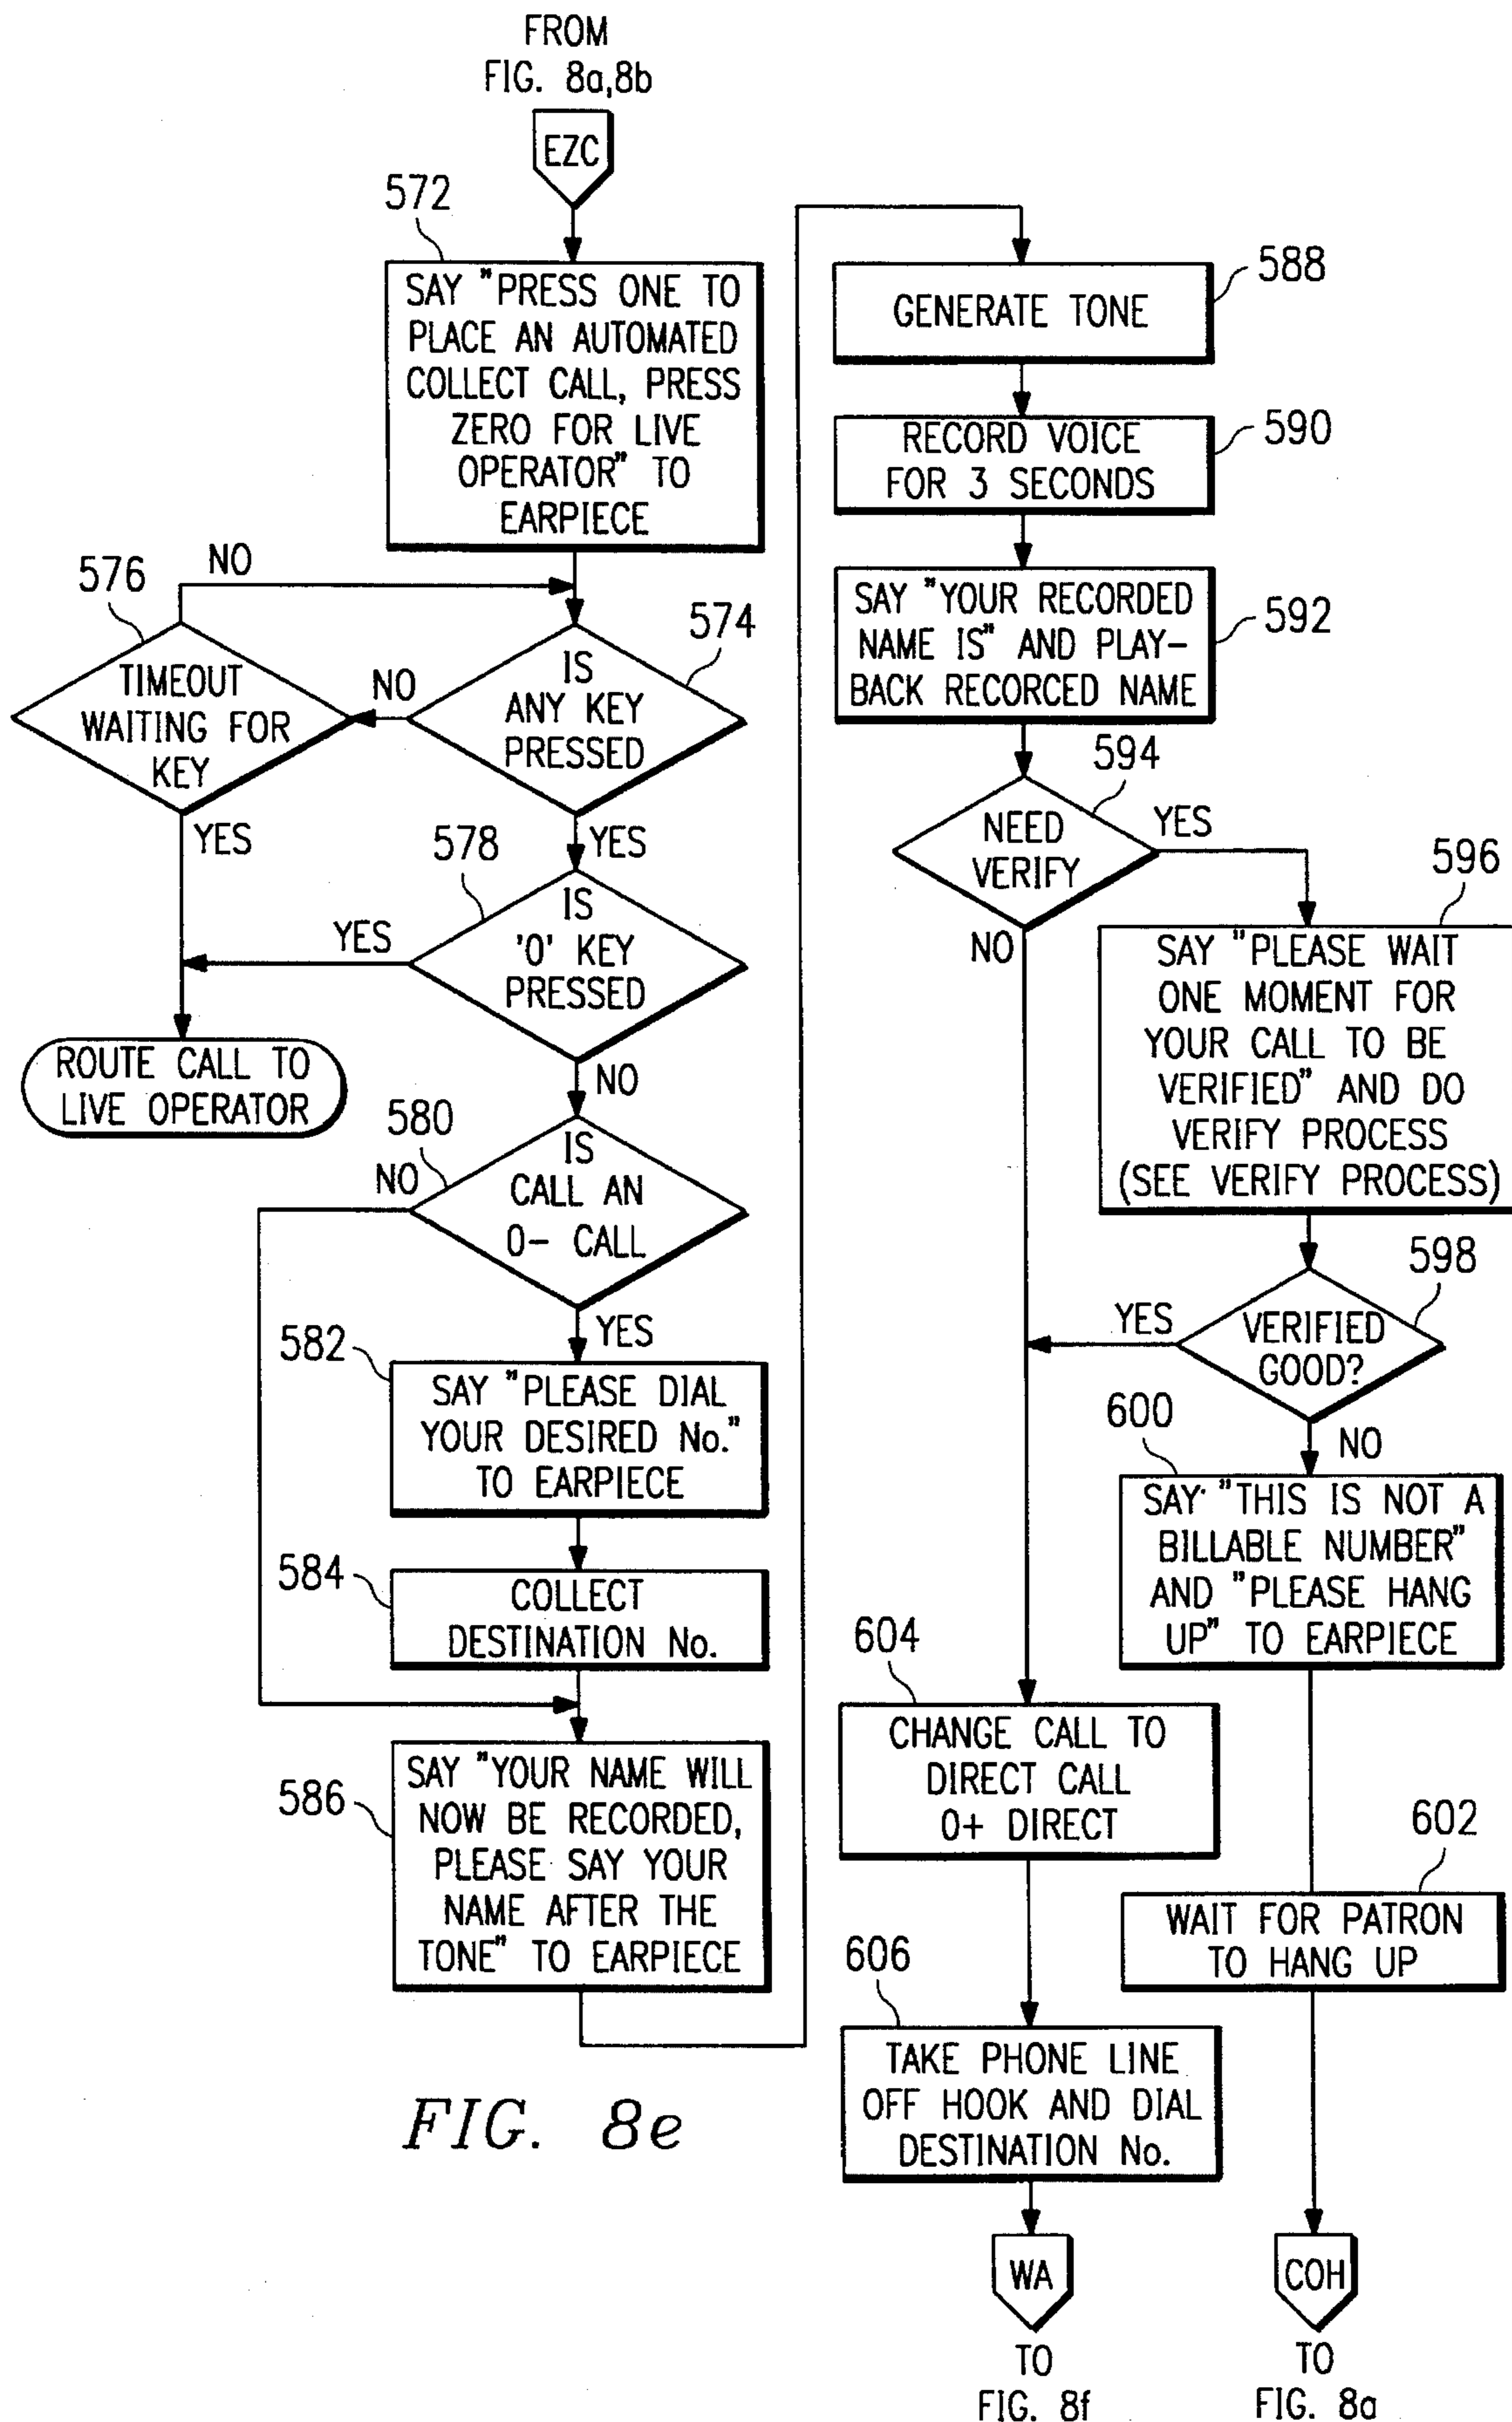 FROM
FIG. 8a,8b
EZC
572
SAY "PRESS ONE TO
PLACE AN AUTOMATED
COLLECT CALL, PRESS
ZERO FOR LIVE
OPERATOR" TO
EARPIECE
576
NO
574
TIMEOUT
WAITING FOR
KEY
NO
IS
ANY KEY
PRESSED
YES
578
YES
YES
IS
'0' KEY
PRESSED
ROUTE CALL TO
LIVE OPERATOR
NO
580
NO
IS
CALL AN
0- CALL
YES
582
SAY "PLEASE DIAL
YOUR DESIRED No."
TO EARPIECE
584
COLLECT
DESTINATION No.
586
SAY "YOUR NAME WILL
NOW BE RECORDED,
PLEASE SAY YOUR
NAME AFTER THE
TONE" TO EARPIECE
588
GENERATE TONE
590
RECORD VOICE
FOR 3 SECONDS
592
SAY "YOUR RECORDED
NAME IS" AND PLAY-
BACK RECORCED NAME
594
NEED
VERIFY
YES
NO
596
SAY "PLEASE WAIT
ONE MOMENT FOR
YOUR CALL TO BE
VERIFIED" AND DO
VERIFY PROCESS
(SEE VERIFY PROCESS)
598
YES
VERIFIED
GOOD?
600
NO
SAY "THIS IS NOT A
BILLABLE NUMBER"
AND "PLEASE HANG
UP" TO EARPIECE
604
CHANGE CALL TO
DIRECT CALL
0+ DIRECT
602
WAIT FOR PATRON
TO HANG UP
606
TAKE PHONE LINE
OFF HOOK AND DIAL
DESTINATION No.
WA
COH
TO
FIG. 8f
TO
FIG. 8a
FIG. 8e